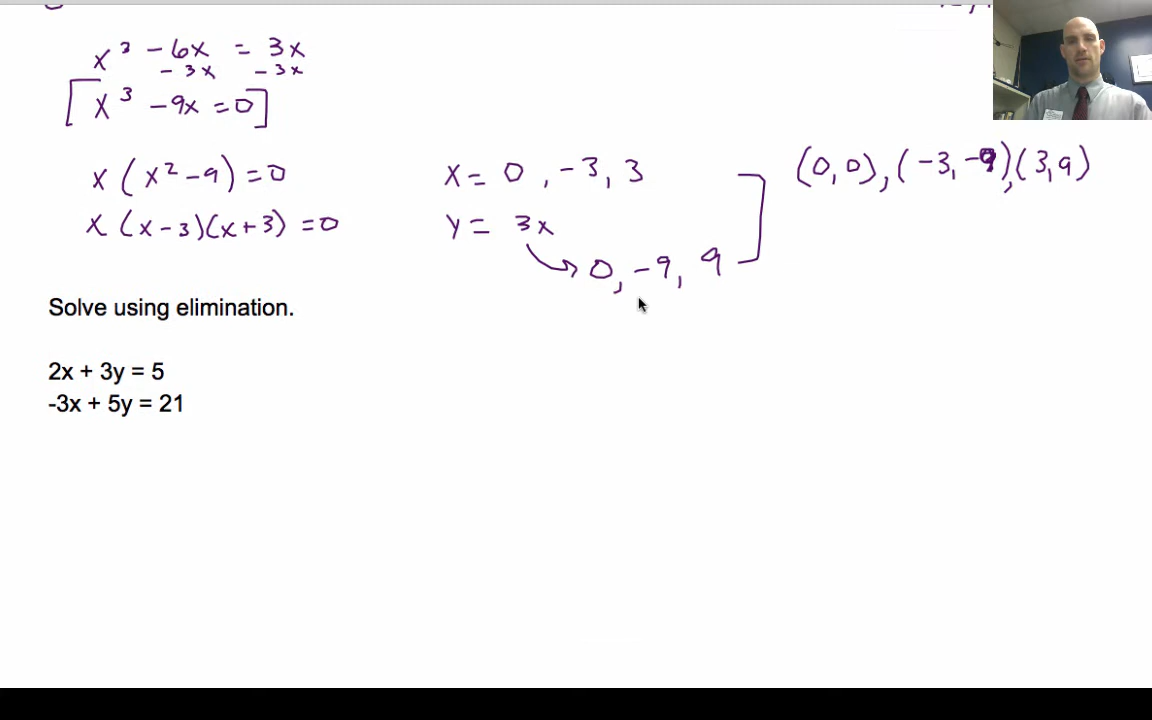 x³ - 6x = 3x
- 3x - 3x
[x³ - 9x = 0]
x (x² - 9) = 0
x (x - 3)(x + 3) = 0
x = 0, -3, 3
y = 3x
0, -9, 9
(0, 0), (-3, -9), (3, 9)
Solve using elimination.
2x + 3y = 5
-3x + 5y = 21